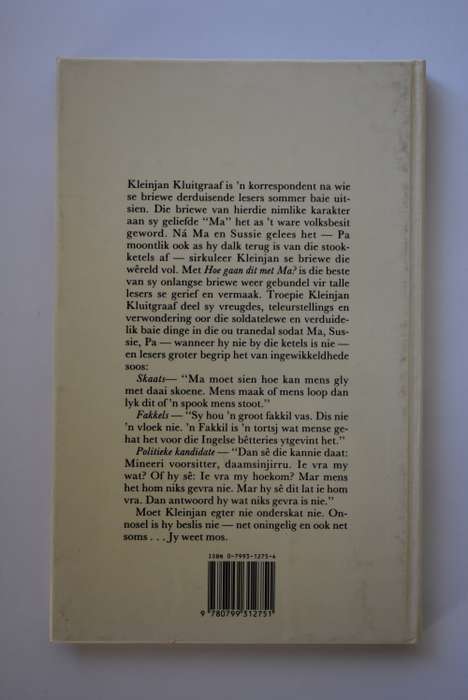 Kleinjan Kluitgraaf is 'n korrespondent na wie
se briewe derduisende lesers sommer baie uit-
sien. Die briewe van hierdie nimlike karakter
aan sy geliefde “Ma” het as 't ware volksbesit
geword. Ná Ma en Sussie gelees het — Pa
moontlik ook as hy dalk terug is van die stook-
ketels af — sirkuleer Kleinjan se briewe die
wêreld vol. Met Hoe gaan dit met Ma? is die beste
van sy onlangse briewe weer gebundel vir talle
lesers se gerief en vermaak. Troepie Kleinjan
Kluitgraaf deel sy vreugdes, teleurstellings en
verwondering oor die soldatelewe en verduide-
lik baie dinge in die ou tranedal sodat Ma, Sus-
sie, Pa — wanneer hy nie by die ketels is nie —
en lesers groter begrip het van ingewikkeldhede
soos:
Skaats— “Ma moet sien hoe kan mens gly
met daai skoene. Mens maak of mens loop dan
lyk dit of 'n spook mens stoot.”
Fakkels — “Sy hou 'n groot fakkil vas. Dis nie
'n vloek nie. 'n Fakkil is 'n tortsj wat mense ge-
hat het voor die Ingelse bêtteries ytgevint het.”
Politieke kandidate — “Dan sê die kannie daat:
Mineeri voorsitter, daamsinjirru. Ie vra my
wat? Of hy sê: Ie vra my hoekom? Mar mens
het hom niks gevra nie. Mar hy sê dit lat ie hom
vra. Dan antwoord hy wat niks gevra is nie.”
Moet Kleinjan egter nie onderskat nie. On-
nosel is hy beslis nie — net oningelig en ook net
soms . . . Jy weet mos.
ISBN 0-7993-1275-6
9 780799 312751